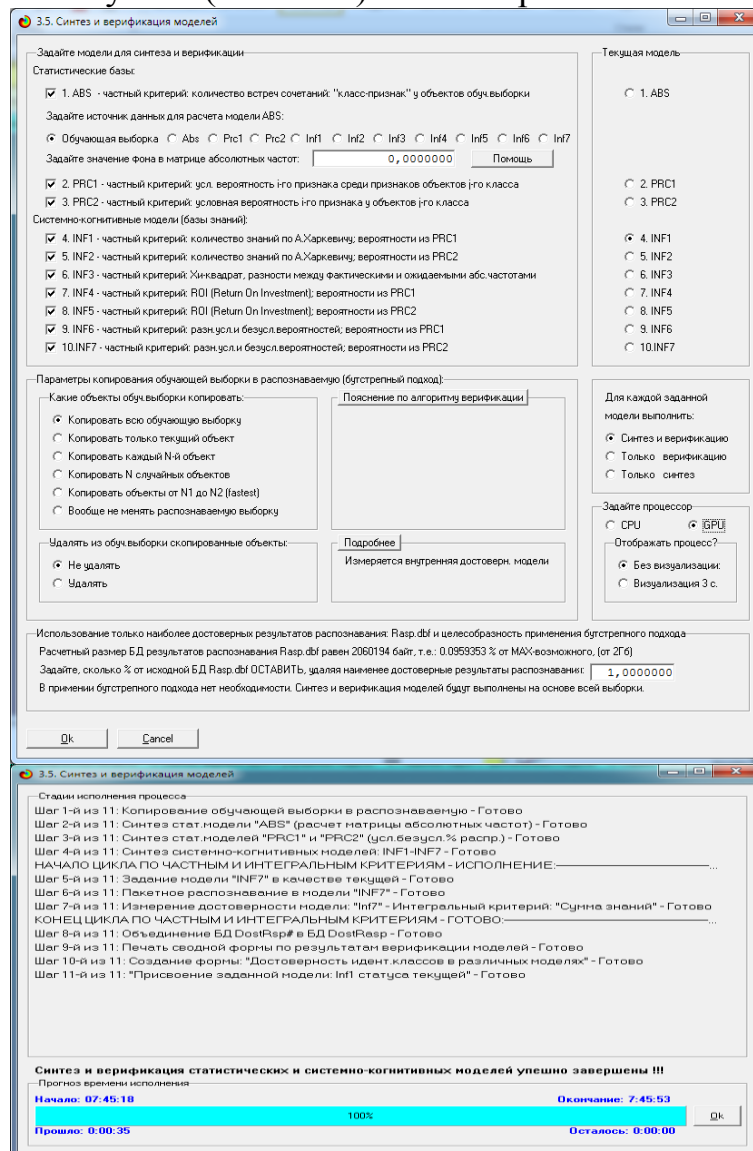 3.5. Синтез и верификация моделей
Задайте модели для синтеза и верификации
Текущая модель
Статистические базы:
1. ABS - частный критерий: количество встреч сочетаний: "класс-признак" у объектов обуч.выборки
1. ABS
Задайте источник данных для расчета модели ABS:
Обучающая выборка Abs Prc1 Prc2 Inf1 Inf2 Inf3 Inf4 Inf5 Inf6 Inf7
Задайте значение фона в матрице абсолютных частот: 0,0000000 Помощь
2. PRC1 - частный критерий: усл. вероятность i-го признака среди признаков объектов j-го класса
2. PRC1
3. PRC2 - частный критерий: условная вероятность i-го признака у объектов j-го класса
3. PRC2
Системно-когнитивные модели (базы знаний):
4. INF1 - частный критерий: количество знаний по А.Харкевичу; вероятности из PRC1
4. INF1
5. INF2 - частный критерий: количество знаний по А.Харкевичу; вероятности из PRC2
5. INF2
6. INF3 - частный критерий: Хи-квадрат, разности между фактическими и ожидаемыми абс.частотами
6. INF3
7. INF4 - частный критерий: ROI (Return On Investment); вероятности из PRC1
7. INF4
8. INF5 - частный критерий: ROI (Return On Investment); вероятности из PRC2
8. INF5
9. INF6 - частный критерий: разн.усл.и безусл.вероятностей; вероятности из PRC1
9. INF6
10.INF7 - частный критерий: разн.усл.и безусл.вероятностей; вероятности из PRC2
10.INF7
Параметры копирования обучающей выборки в распознаваемую (бутстрепный подход):
Какие объекты обуч.выборки копировать:
Копировать всю обучающую выборку
Копировать только текущий объект
Копировать каждый N-й объект
Копировать N случайных объектов
Копировать объекты от N1 до N2 (fastest)
Вообще не менять распознаваемую выборку
Пояснение по алгоритму верификации
Для каждой заданной
модели выполнить:
Синтез и верификацию
Только верификацию
Только синтез
Удалять из обуч.выборки скопированные объекты:
Не удалять
Удалять
Подробнее
Измеряется внутренняя достоверн. модели
Задайте процессор
CPU GPU
Отображать процесс?
Без визуализации:
Визуализация 3 с.
Использование только наиболее достоверных результатов распознавания: Rasp.dbf и целесобразность применения бутстрепного подхода
Расчетный размер БД результатов распознавания Rasp.dbf равен 2060194 байт, т.е.: 0.0959353 % от MAX-возможного, (от 2Гб)
Задайте, сколько % от исходной БД Rasp.dbf ОСТАВИТЬ, удаляя наименее достоверные результаты распознавания: 1,0000000
В примении бутстрепного подхода нет необходимости. Синтез и верификация моделей будут выполнены на основе всей выборки.
Ok Cancel
3.5. Синтез и верификация моделей
Стадии исполнения процесса
Шаг 1-й из 11: Копирование обучающей выборки в распознаваемую - Готово
Шаг 2-й из 11: Синтез стат.модели "ABS" (расчет матрицы абсолютных частот) - Готово
Шаг 3-й из 11: Синтез стат.моделей "PRC1" и "PRC2" (усл.безусл.% распр.) - Готово
Шаг 4-й из 11: Синтез системно-когнитивных моделей: INF1-INF7 - Готово
НАЧАЛО ЦИКЛА ПО ЧАСТНЫМ И ИНТЕГРАЛЬНЫМ КРИТЕРИЯМ - ИСПОЛНЕНИЕ:
Шаг 5-й из 11: Задание модели "INF7" в качестве текущей - Готово
Шаг 6-й из 11: Пакетное распознавание в модели "INF7" - Готово
Шаг 7-й из 11: Измерение достоверности модели: "Inf7" - Интегральный критерий: "Сумма знаний" - Готово
КОНЕЦ ЦИКЛА ПО ЧАСТНЫМ И ИНТЕГРАЛЬНЫМ КРИТЕРИЯМ - ГОТОВО:
Шаг 8-й из 11: Объединение БД DostRsp# в БД DostRasp - Готово
Шаг 9-й из 11: Печать сводной формы по результатам верификации моделей - Готово
Шаг 10-й из 11: Создание формы: "Достоверность идент.классов в различных моделях" - Готово
Шаг 11-й из 11: "Присвоение заданной модели: Inf1 статуса текущей" - Готово
Синтез и верификация статистических и системно-когнитивных моделей упешно завершены !!!
Прогноз времени исполнения
Начало: 07:45:18 Окончание: 7:45:53
100%
Ok
Прошло: 0:00:35 Осталось: 0:00:00